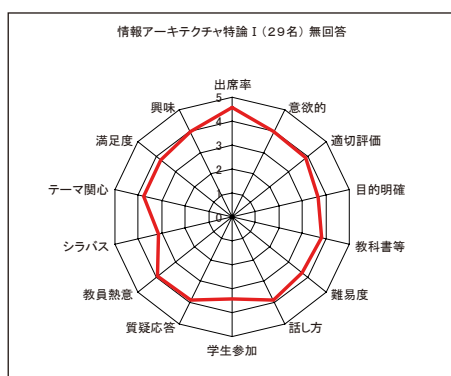 情報アーキテクチャ特論Ⅰ(29名) 無回答
出席率
意欲的
適切評価
目的明確
教科書等
難易度
話し方
学生参加
質疑応答
教員熱意
シラバス
テーマ関心
満足度
興味
5
4
3
2
1
0